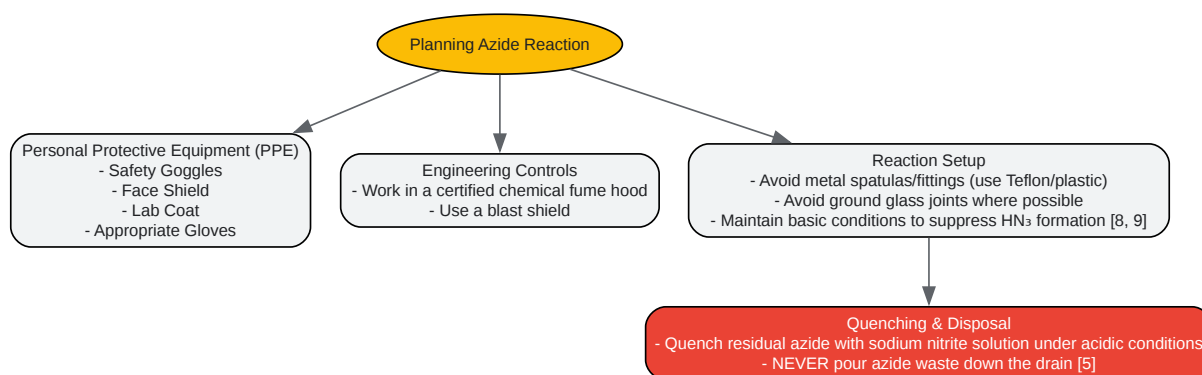 Planning Azide Reaction
Personal Protective Equipment (PPE)
- Safety Goggles
- Face Shield
- Lab Coat
- Appropriate Gloves
Engineering Controls
- Work in a certified chemical fume hood
- Use a blast shield
Reaction Setup
- Avoid metal spatulas/fittings (use Teflon/plastic)
- Avoid ground glass joints where possible
- Maintain basic conditions to suppress HN₃ formation [8, 9]
Quenching & Disposal
- Quench residual azide with sodium nitrite solution under acidic conditions
- NEVER pour azide waste down the drain [5]